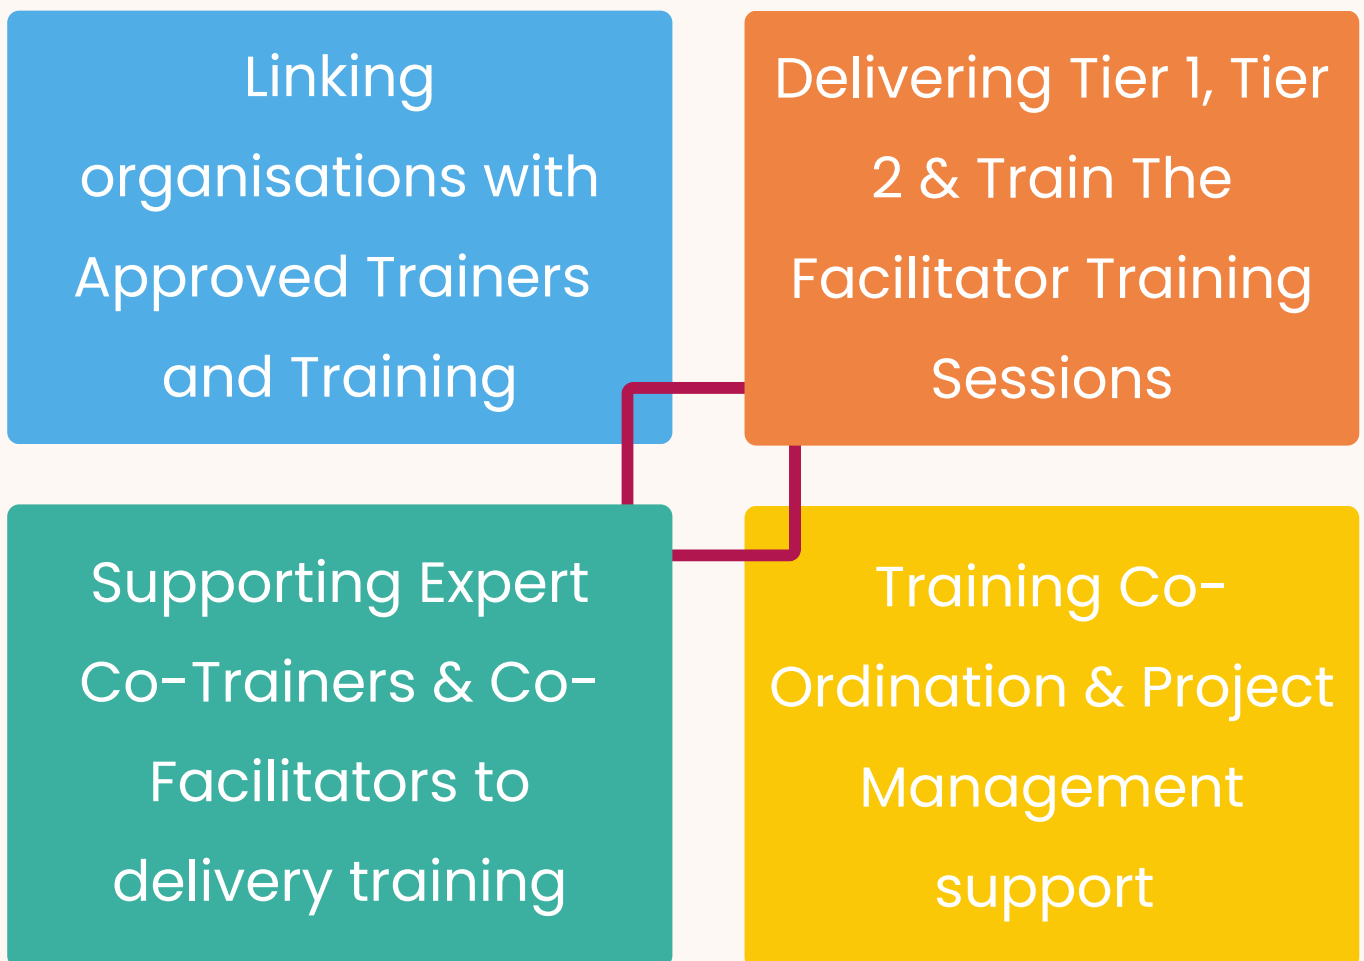 Linking
organisations with
Approved Trainers
and Training
Delivering Tier 1, Tier
2 & Train The
Facilitator Training
Sessions
Supporting Expert
Co-Trainers & Co-
Facilitators to
delivery training
Training Co-
Ordination & Project
Management
support